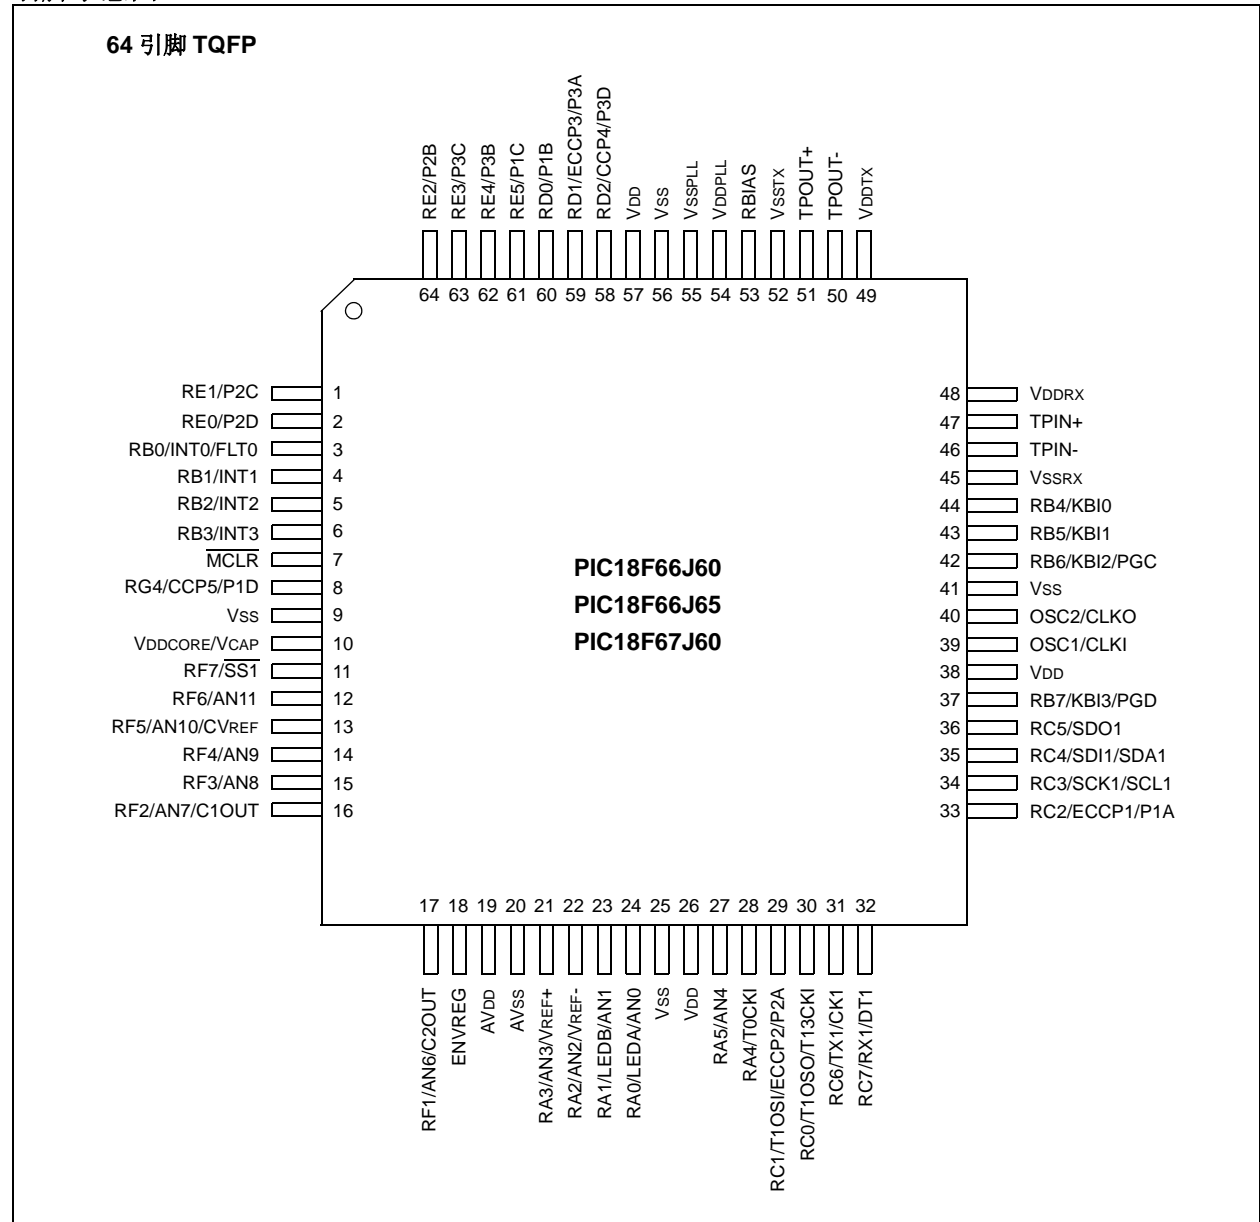 64 引脚 TQFP
RE2/P2B
RE3/P3C
RE4/P3B
RE5/P1C
RD0/P1B
RD1/ECCP3/P3A
RD2/CCP4/P3D
VDD
VSS
VSSPLL
VDDPLL
RBIAS
VSSTX
TPOUT+
TPOUT-
VDDTX
64 63 62 61 60 59 58 57 56 55 54 53 52 51 50 49
RE1/P2C 1
RE0/P2D 2
RB0/INT0/FLT0 3
RB1/INT1 4
RB2/INT2 5
RB3/INT3 6
MCLR 7
RG4/CCP5/P1D 8
VSS 9
VDDCORE/VCAP 10
RF7/SS1 11
RF6/AN11 12
RF5/AN10/CVREF 13
RF4/AN9 14
RF3/AN8 15
RF2/AN7/C1OUT 16
PIC18F66J60
PIC18F66J65
PIC18F67J60
48 VDDRX
47 TPIN+
46 TPIN-
45 VSSRX
44 RB4/KBI0
43 RB5/KBI1
42 RB6/KBI2/PGC
41 VSS
40 OSC2/CLKO
39 OSC1/CLKI
38 VDD
37 RB7/KBI3/PGD
36 RC5/SDO1
35 RC4/SDI1/SDA1
34 RC3/SCK1/SCL1
33 RC2/ECCP1/P1A
17 18 19 20 21 22 23 24 25 26 27 28 29 30 31 32
RF1/AN6/C2OUT
ENVREG
AVDD
AVSS
RA3/AN3/VREF+
RA2/AN2/VREF-
RA1/LEDB/AN1
RA0/LEDA/AN0
VSS
VDD
RA5/AN4
RA4/T0CKI
RC1/T1OSI/ECCP2/P2A
RC0/T1OSO/T13CKI
RC6/TX1/CK1
RC7/RX1/DT1